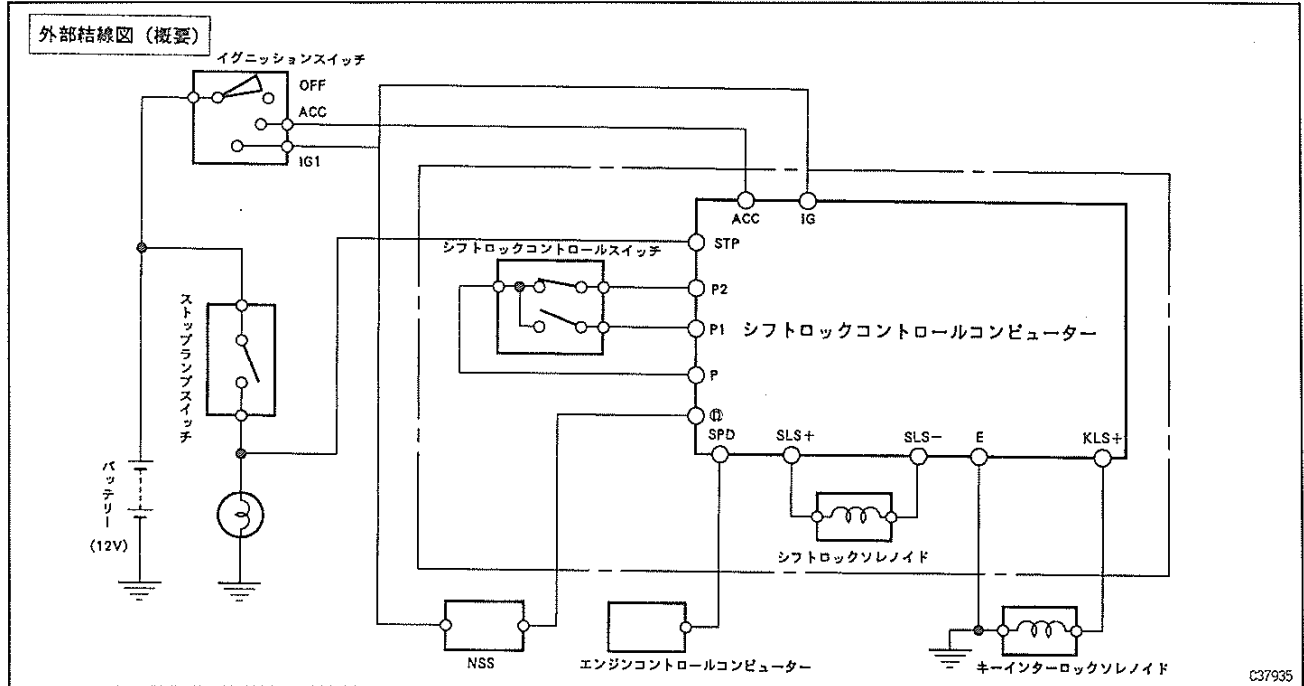 外部結線図 (概要)
イグニッションスイッチ
OFF
ACC
IG1
ACC
IG
STP
シフトロックコントロールスイッチ
P2
P1
シフトロックコントロールコンピューター
P
SPD
SLS+
SLS-
E
KLS+
ストップランプスイッチ
バッテリー
(12V)
シフトロックソレノイド
NSS
エンジンコントロールコンピューター
キーインターロックソレノイド
C37935